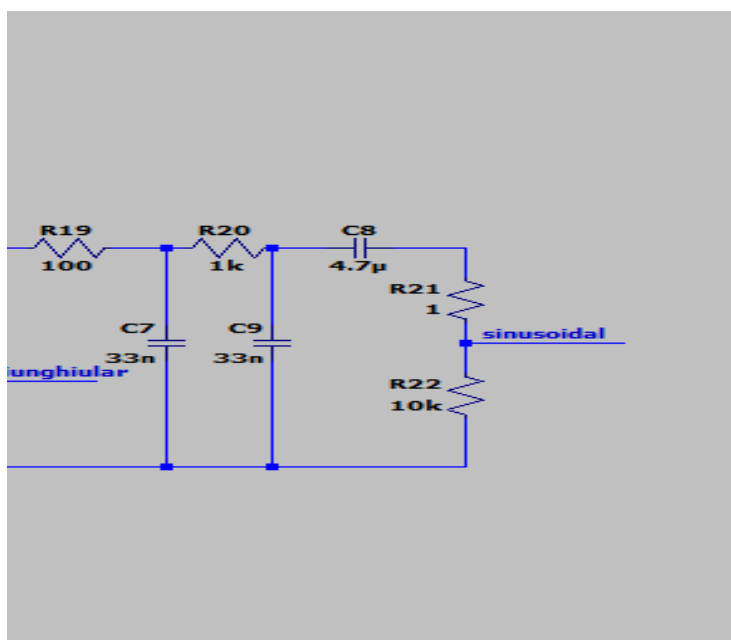 R19
100
R20
1k
C8
4.7µ
R21
1
sinusoidal
C7
33n
C9
33n
iunghiular
R22
10k